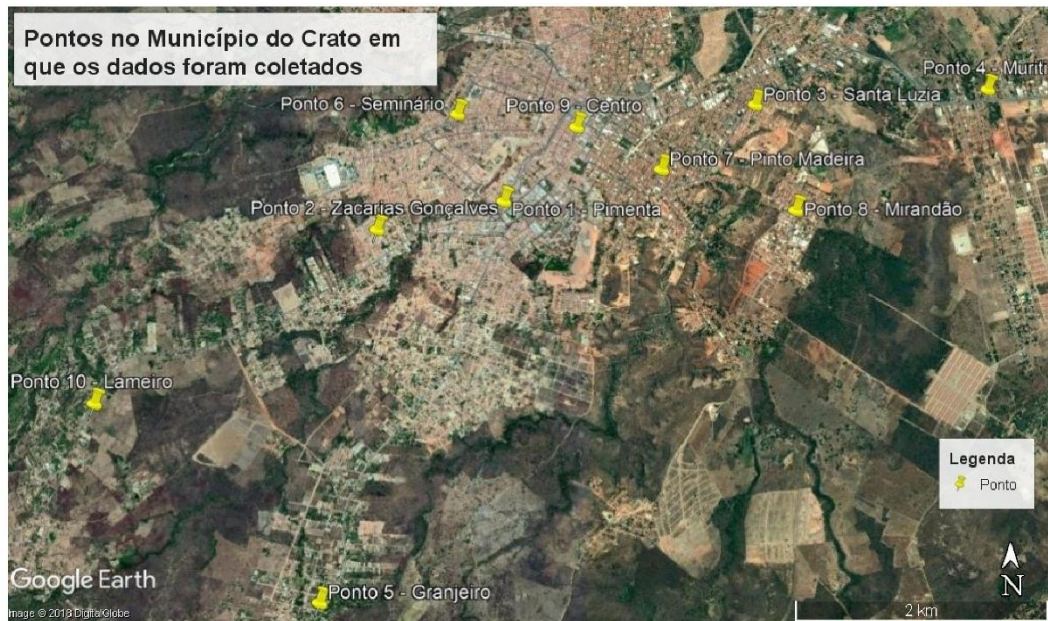 Pontos no Município do Crato em
que os dados foram coletados
Ponto 4 - Muriti
Ponto 6 - Seminário
Ponto 9 - Centro
Ponto 3 - Santa Luzia
Ponto 7 - Pinto Madeira
Ponto 2 - Zacarias Gonçalves
Ponto 1 - Pimenta
Ponto 8 - Mirandão
Ponto 10 - Lameiro
Legenda
Ponto
Google Earth
Ponto 5 - Granjeiro
N
Image © 2018 DigitalGlobe
2 km